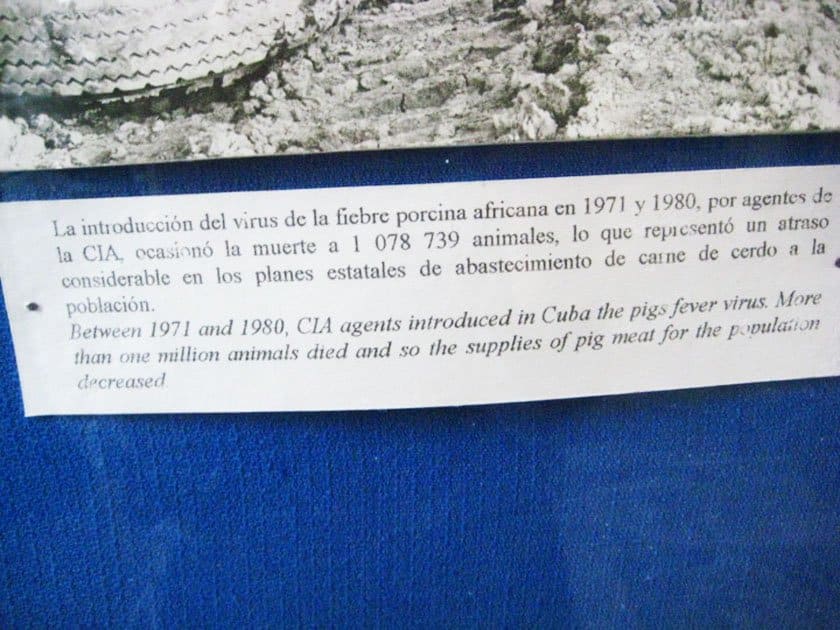 La introducción del virus de la fiebre porcina africana en 1971 y 1980, por agentes de
la CIA, ocasionó la muerte a 1 078 739 animales, lo que representó un atraso
considerable en los planes estatales de abastecimiento de carne de cerdo a la
población.
Between 1971 and 1980, CIA agents introduced in Cuba the pigs fever virus. More
than one million animals died and so the supplies of pig meat for the population
decreased.